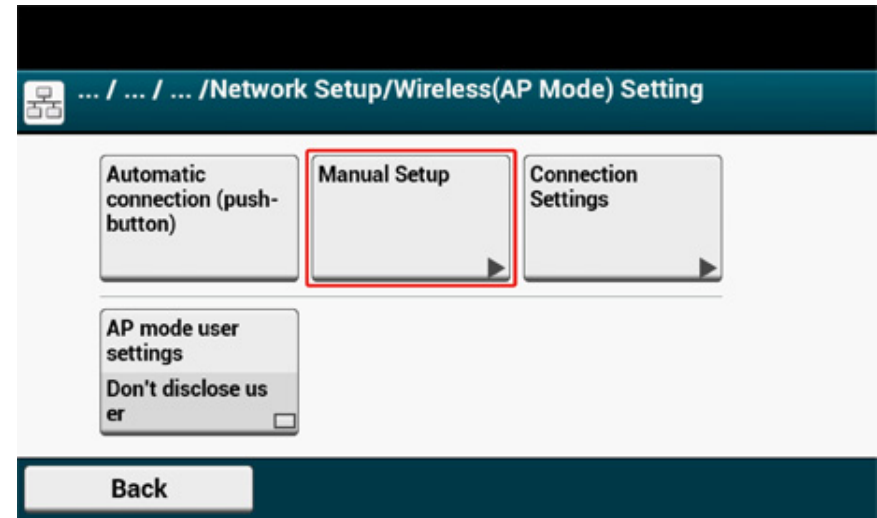 ... / ... / ... /Network Setup/Wireless(AP Mode) Setting
Automatic
connection (push-
button)
Manual Setup
Connection
Settings
AP mode user
settings
Don't disclose us
er
Back